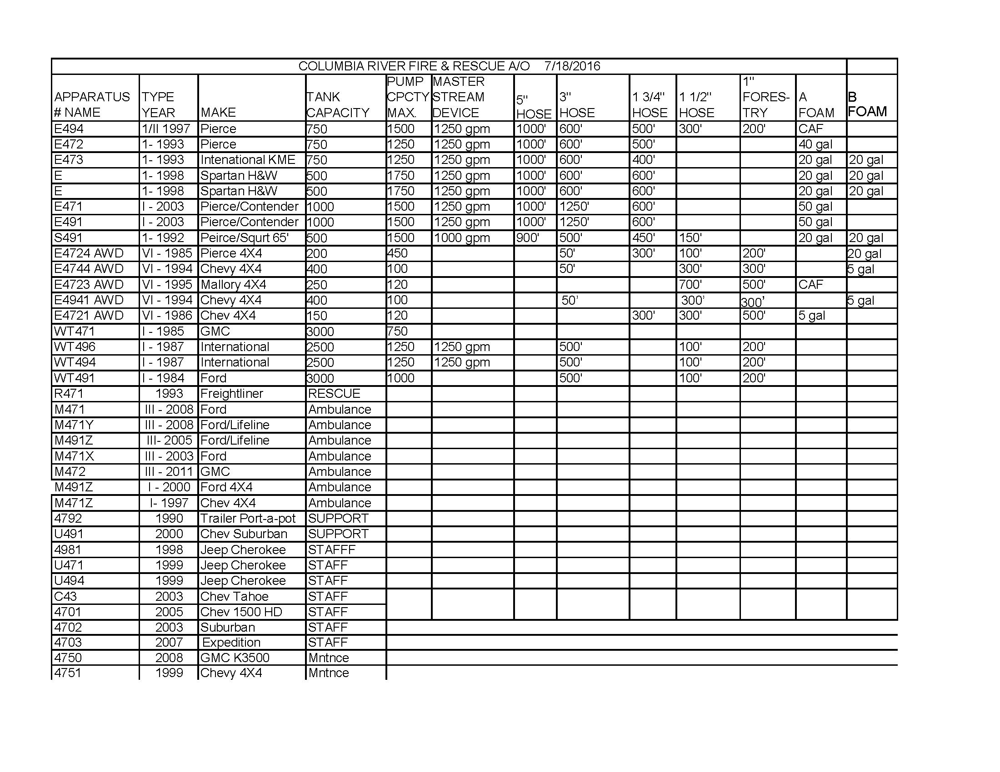 COLUMBIA RIVER FIRE & RESCUE A/O 7/18/2016
APPARATUS # NAME TYPE YEAR MAKE TANK CAPACITY PUMP CPCTY MAX. MASTER STREAM DEVICE 5" HOSE 3" HOSE 1 3/4" HOSE 1 1/2" HOSE 1" FORES-TRY A FOAM B FOAM
E494 1/II 1997 Pierce 750 1500 1250 gpm 1000' 600' 500' 300' 200' CAF
E472 1- 1993 Pierce 750 1250 1250 gpm 1000' 600' 500' 40 gal
E473 1- 1993 Intenational KME 750 1250 1250 gpm 1000' 600' 400' 20 gal 20 gal
E 1- 1998 Spartan H&W 500 1750 1250 gpm 1000' 600' 600' 20 gal 20 gal
E 1- 1998 Spartan H&W 500 1750 1250 gpm 1000' 600' 600' 20 gal 20 gal
E471 I - 2003 Pierce/Contender 1000 1500 1250 gpm 1000' 1250' 600' 50 gal
E491 I - 2003 Pierce/Contender 1000 1500 1250 gpm 1000' 1250' 600' 50 gal
S491 1- 1992 Peirce/Squrt 65' 500 1500 1000 gpm 900' 500' 450' 150' 20 gal 20 gal
E4724 AWD VI - 1985 Pierce 4X4 200 450 50' 300' 100' 200' 20 gal
E4744 AWD VI - 1994 Chevy 4X4 400 100 50' 300' 300' 5 gal
E4723 AWD VI - 1995 Mallory 4X4 250 120 700' 500' CAF
E4941 AWD VI - 1994 Chevy 4X4 400 100 50’ 300’ 300’ 5 gal
E4721 AWD VI - 1986 Chev 4X4 150 120 300' 300' 500' 5 gal
WT471 I - 1985 GMC 3000 750
WT496 I - 1987 International 2500 1250 1250 gpm 500' 100' 200'
WT494 I - 1987 International 2500 1250 1250 gpm 500' 100' 200'
WT491 I - 1984 Ford 3000 1000 500' 100' 200'
R471 1993 Freightliner RESCUE
M471 III - 2008 Ford Ambulance
M471Y III - 2008 Ford/Lifeline Ambulance
M491Z III- 2005 Ford/Lifeline Ambulance
M471X III - 2003 Ford Ambulance
M472 III - 2011 GMC Ambulance
M491Z I - 2000 Ford 4X4 Ambulance
M471Z I- 1997 Chev 4X4 Ambulance
4792 1990 Trailer Port-a-pot SUPPORT
U491 2000 Chev Suburban SUPPORT
4981 1998 Jeep Cherokee STAFFF
U471 1999 Jeep Cherokee STAFF
U494 1999 Jeep Cherokee STAFF
C43 2003 Chev Tahoe STAFF
4701 2005 Chev 1500 HD STAFF
4702 2003 Suburban STAFF
4703 2007 Expedition STAFF
4750 2008 GMC K3500 Mntnce
4751 1999 Chevy 4X4 Mntnce